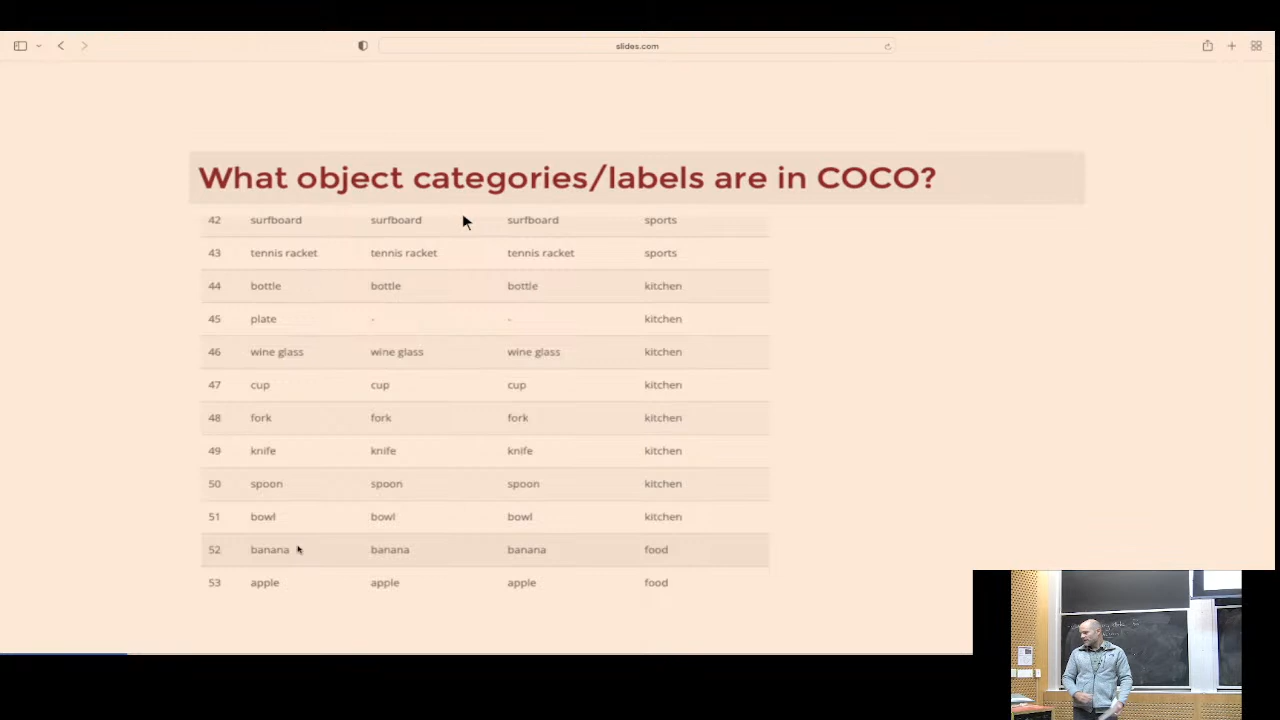 slides.com
What object categories/labels are in COCO?
42 surfboard surfboard surfboard sports
43 tennis racket tennis racket tennis racket sports
44 bottle bottle bottle kitchen
45 plate - - kitchen
46 wine glass wine glass wine glass kitchen
47 cup cup cup kitchen
48 fork fork fork kitchen
49 knife knife knife kitchen
50 spoon spoon spoon kitchen
51 bowl bowl bowl kitchen
52 banana banana banana food
53 apple apple apple food